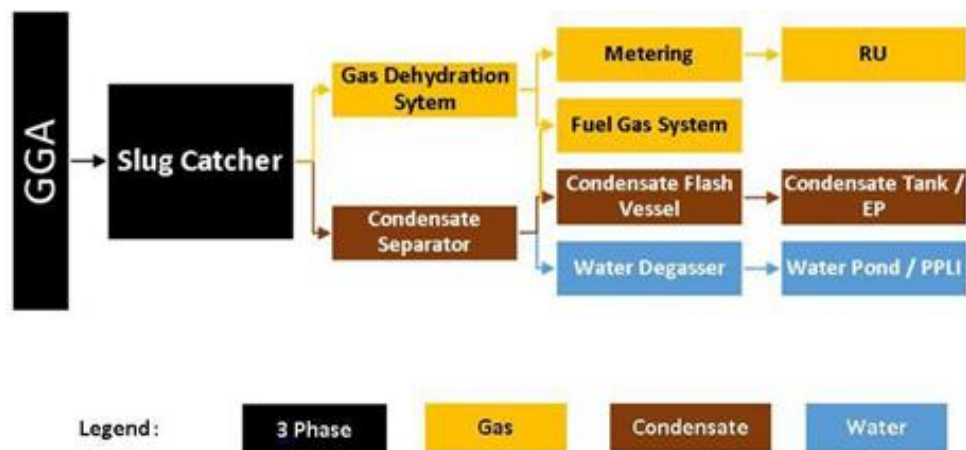 GGA
Slug Catcher
Gas Dehydration
Sytem
Condensate
Separator
Metering
RU
Fuel Gas System
Condensate Flash
Vessel
Condensate Tank /
EP
Water Degasser
Water Pond / PPLI
Legend :
3 Phase
Gas
Condensate
Water